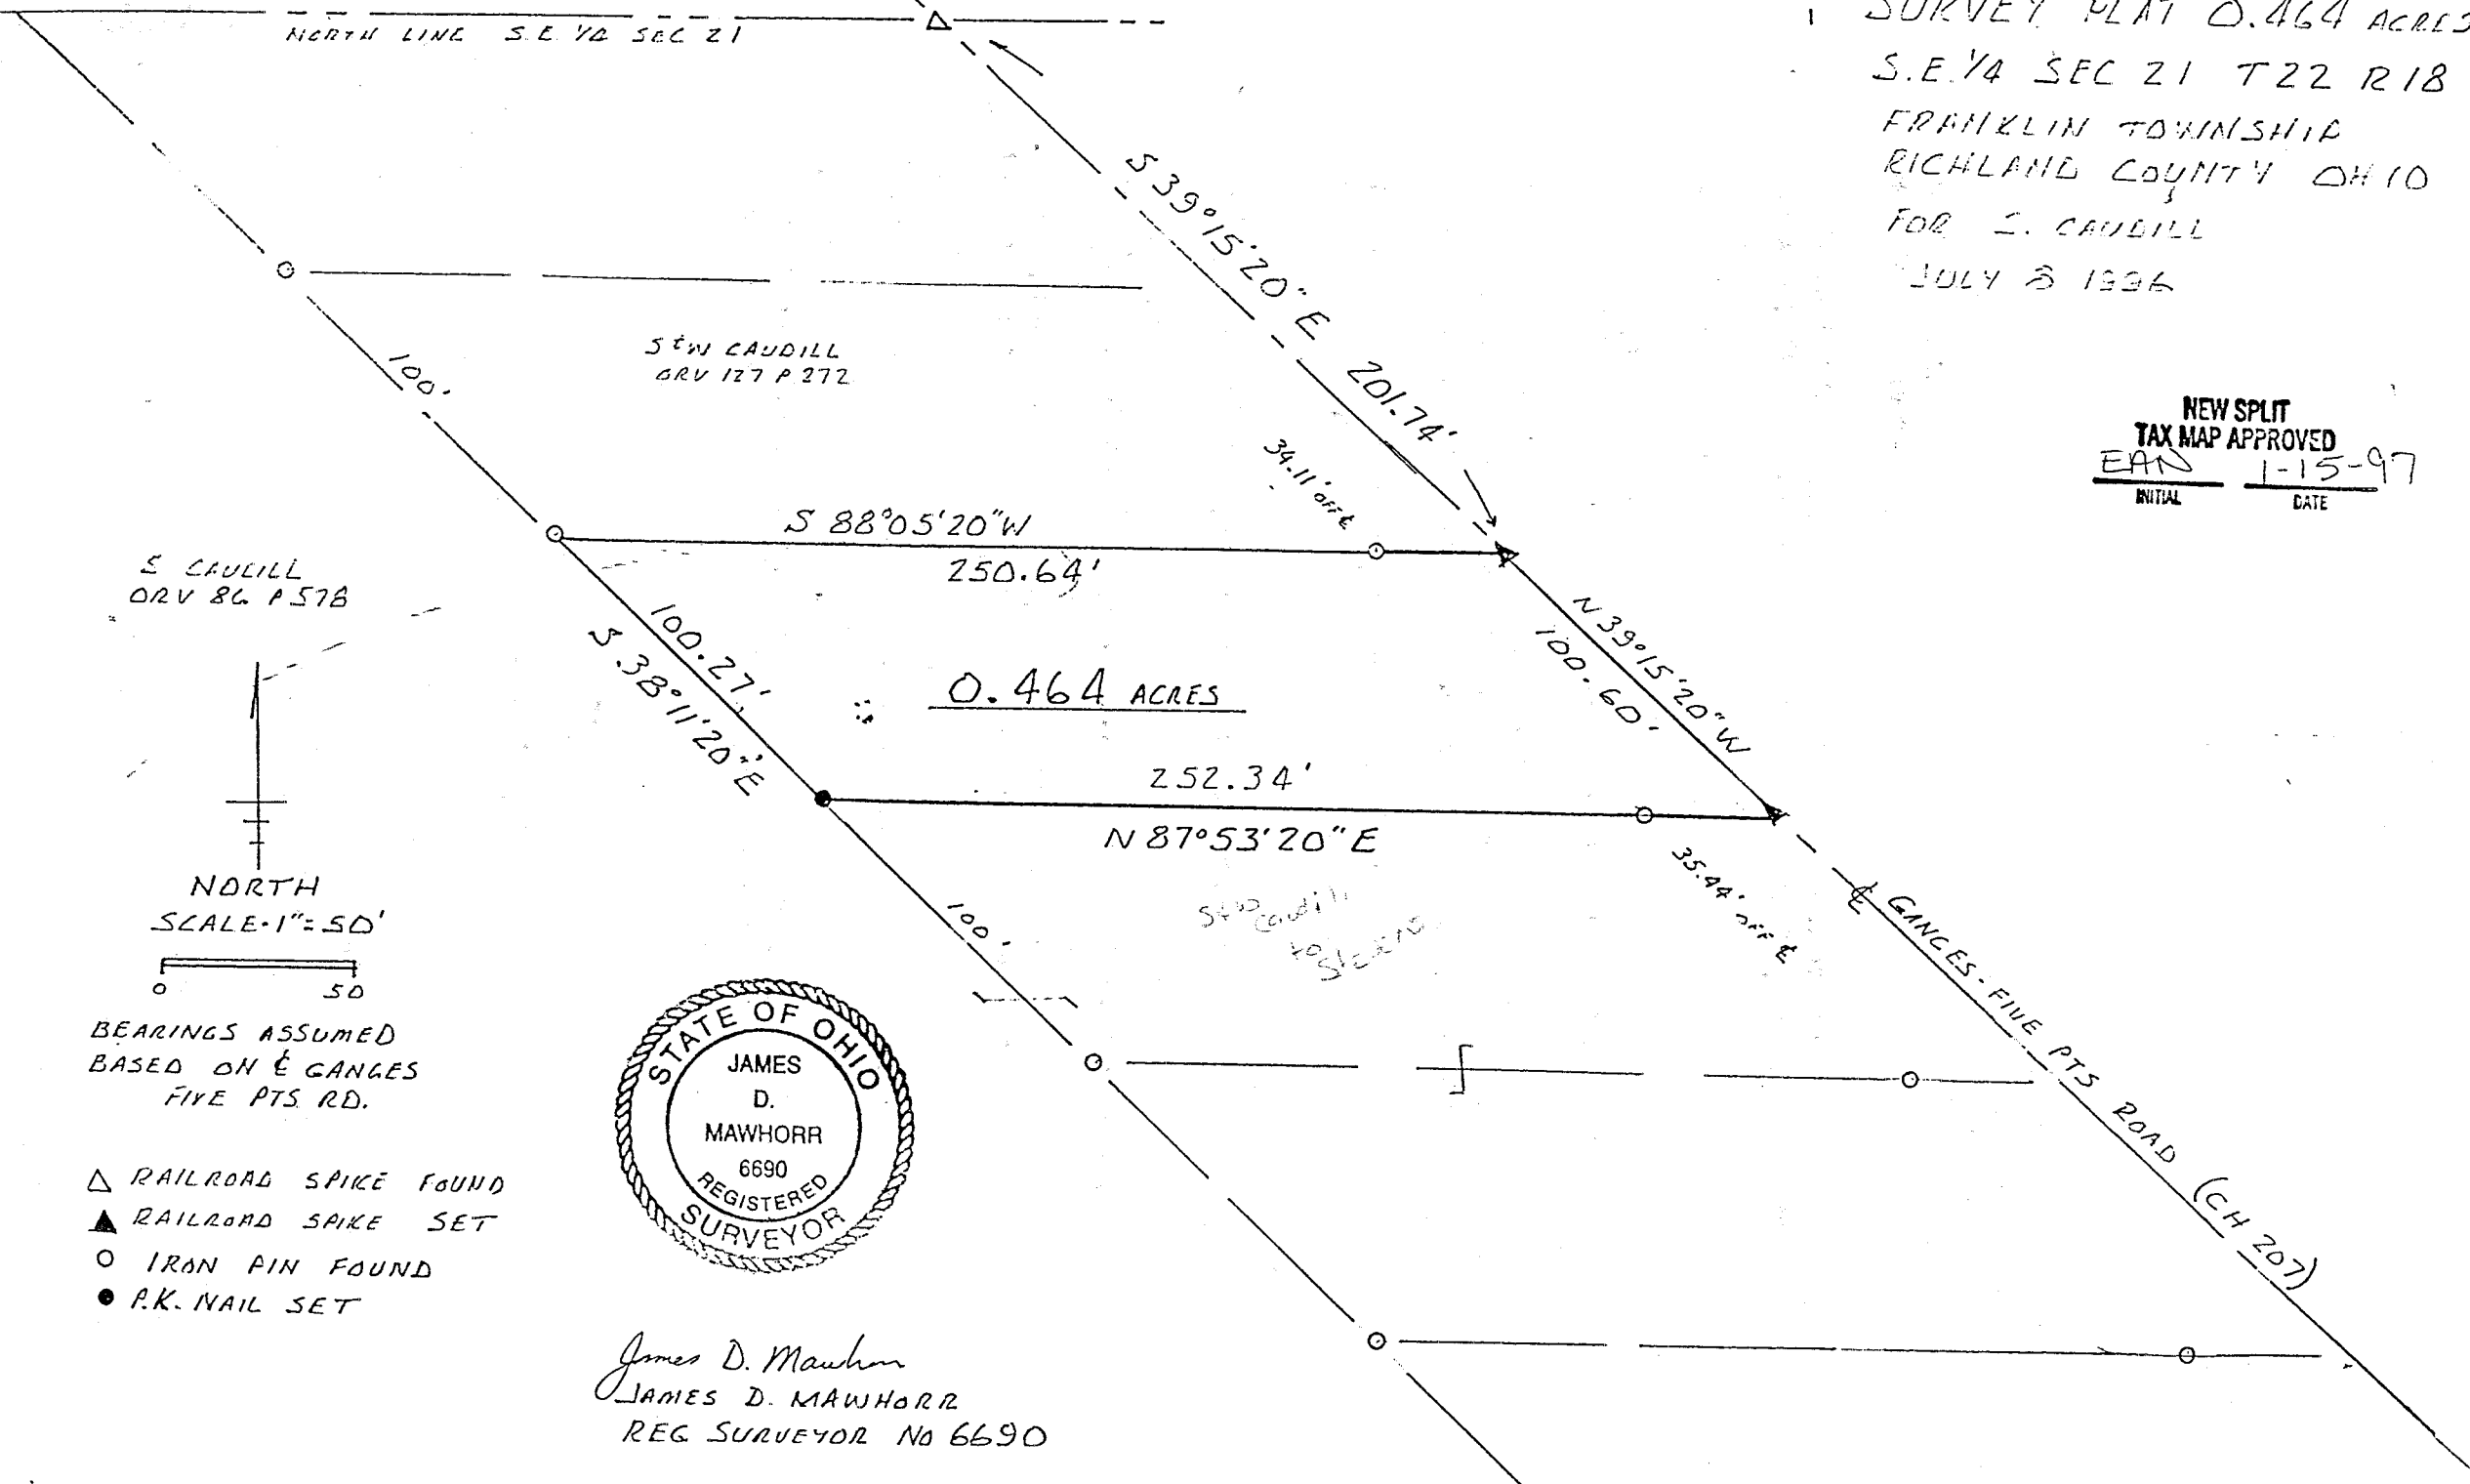 SURVEY PLAT 0.464 ACRES
S.E. 1/4 SEC 21 T22 R18
FRANKLIN TOWNSHIP
RICHLAND COUNTY OHIO
FOR S. CAUDILL
JULY 3 1996
NORTH LINE S.E 1/4 SEC 21
S 39°15'20" E 201.74'
S & W CAUDILL
ORV 127 P 272
100'
NEW SPLIT
TAX MAP APPROVED
EAN 1-15-97
INITIAL DATE
34.11' OFF ℄
S 88°05'20" W
250.64'
S CAUDILL
ORV 86 P 578
100.27'
S 38°11'20" E
0.464 ACRES
N 39°15'20" W
100.60'
252.34'
N 87°53'20" E
35.44' OFF ℄
℄ GANGES-FIVE PTS ROAD (CH 207)
100'
S & W Caudill
to
NORTH
SCALE·1"=50'
0 50
BEARINGS ASSUMED
BASED ON ℄ GANGES
FIVE PTS RD.
STATE OF OHIO
JAMES
D.
MAWHORR
6690
REGISTERED
SURVEYOR
△ RAILROAD SPIKE FOUND
▲ RAILROAD SPIKE SET
○ IRON PIN FOUND
● P.K. NAIL SET
James D. Mawhorr
JAMES D. MAWHORR
REG SURVEYOR No 6690